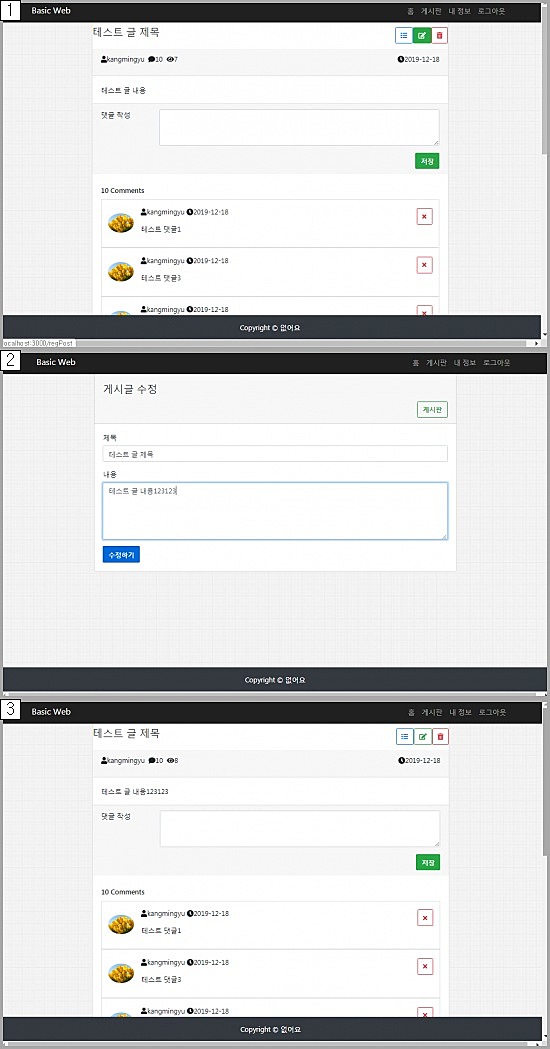 1
Basic Web 홈 게시판 내 정보 로그아웃
테스트 글 제목
kangmingyu 10 7 2019-12-18
테스트 글 내용
댓글 작성
저장
10 Comments
kangmingyu 2019-12-18
테스트 댓글1
kangmingyu 2019-12-18
테스트 댓글3
kangmingyu 2019-12-18
Copyright © 없어요
ocalhost:3000/regPost
2
Basic Web 홈 게시판 내 정보 로그아웃
게시글 수정
게시판
제목
테스트 글 제목
내용
테스트 글 내용123123
수정하기
Copyright © 없어요
3
Basic Web 홈 게시판 내 정보 로그아웃
테스트 글 제목
kangmingyu 10 8 2019-12-18
테스트 글 내용123123
댓글 작성
저장
10 Comments
kangmingyu 2019-12-18
테스트 댓글1
kangmingyu 2019-12-18
테스트 댓글3
kangmingyu 2019-12-18
Copyright © 없어요